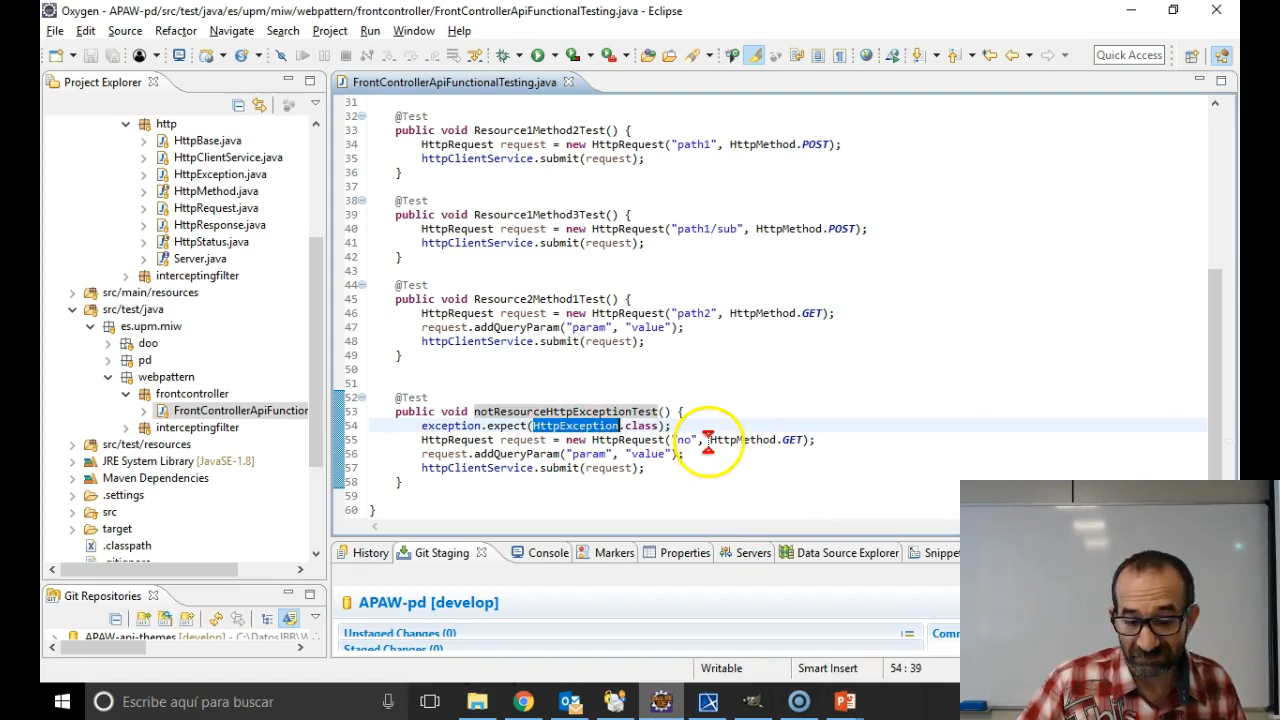 Oxygen - APAW-pd/src/test/java/es/upm/miw/webpattern/frontcontroller/FrontControllerApiFunctionalTesting.java - Eclipse
File Edit Source Refactor Navigate Search Project Run Window Help
Quick Access
Project Explorer
http
HttpBase.java
HttpClientService.java
HttpException.java
HttpMethod.java
HttpRequest.java
HttpResponse.java
HttpStatus.java
Server.java
interceptingfilter
src/main/resources
src/test/java
es.upm.miw
doo
pd
webpattern
frontcontroller
FrontControllerApiFunction
interceptingfilter
src/test/resources
JRE System Library [JavaSE-1.8]
Maven Dependencies
.settings
src
target
.classpath
.gitignore
Git Repositories
APAW-api-themes [develop] - C:\DatosJBB\W
FrontControllerApiFunctionalTesting.java
31
32 @Test
33 public void Resource1Method2Test() {
34 HttpRequest request = new HttpRequest("path1", HttpMethod.POST);
35 httpClientService.submit(request);
36 }
37
38 @Test
39 public void Resource1Method3Test() {
40 HttpRequest request = new HttpRequest("path1/sub", HttpMethod.POST);
41 httpClientService.submit(request);
42 }
43
44 @Test
45 public void Resource2Method1Test() {
46 HttpRequest request = new HttpRequest("path2", HttpMethod.GET);
47 request.addQueryParam("param", "value");
48 httpClientService.submit(request);
49 }
50
51
52 @Test
53 public void notResourceHttpExceptionTest() {
54 exception.expect(HttpException.class);
55 HttpRequest request = new HttpRequest("no", HttpMethod.GET);
56 request.addQueryParam("param", "value");
57 httpClientService.submit(request);
58 }
59
60 }
History Git Staging Console Markers Properties Servers Data Source Explorer Snippet
APAW-pd [develop]
Unstaged Changes (0)
Staged Changes (0)
Comm
Writable Smart Insert 54 : 39
Escribe aquí para buscar